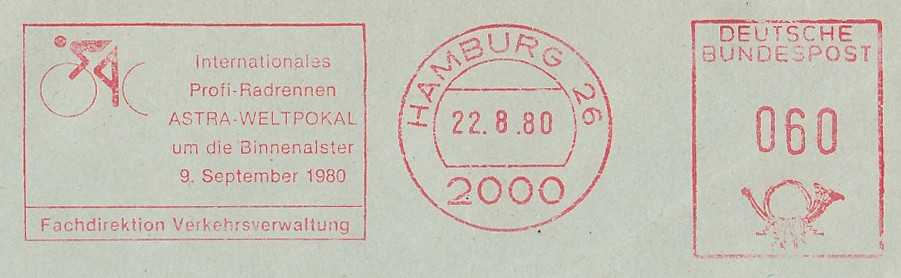 Internationales
Profi-Radrennen
ASTRA-WELTPOKAL
um die Binnenalster
9. September 1980
Fachdirektion Verkehrsverwaltung
HAMBURG 26
22.8.80
2000
DEUTSCHE
BUNDESPOST
060